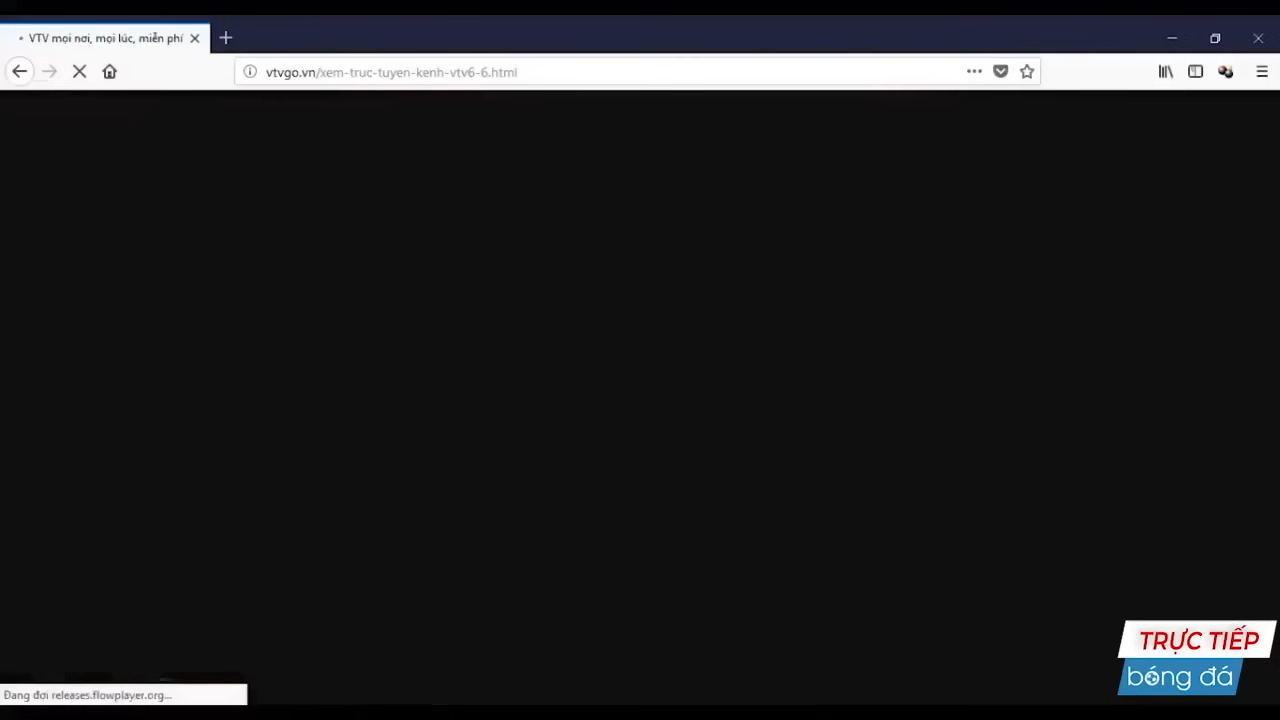 VTV mọi nơi, mọi lúc, miễn phí
vtvgo.vn/xem-truc-tuyen-kenh-vtv6-6.html
TRỰC TIẾP
bóng đá
Đang đợi releases.flowplayer.org...